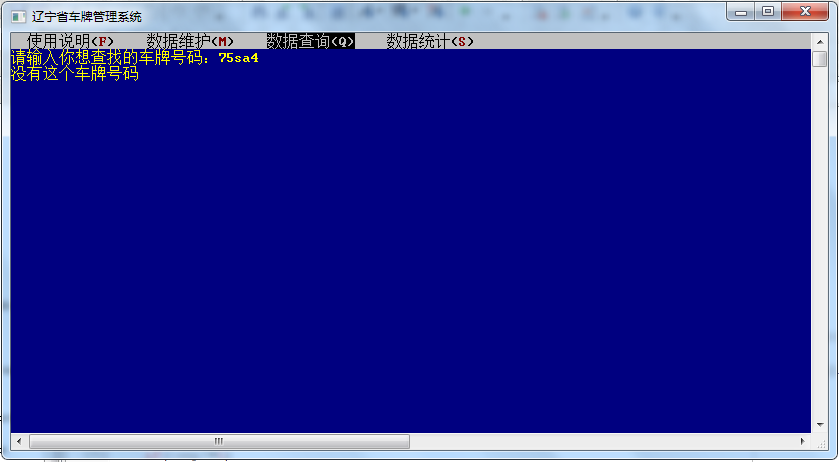 辽宁省车牌管理系统
使用说明(F) 数据维护(M) 数据查询(Q) 数据统计(S)
请输入你想查找的车牌号码：75sa4
没有这个车牌号码